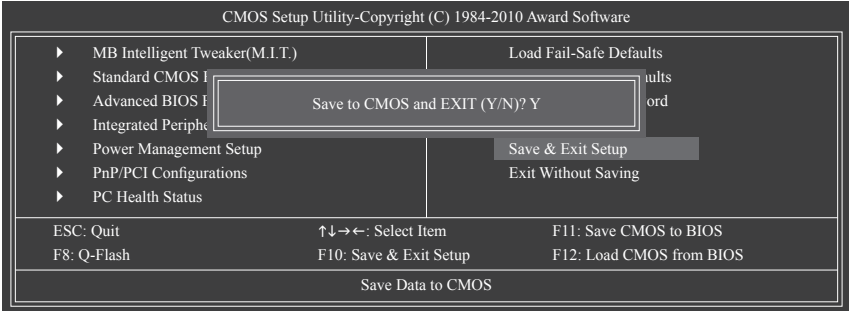 CMOS Setup Utility-Copyright (C) 1984-2010 Award Software
MB Intelligent Tweaker(M.I.T.)
Standard CMOS
Advanced BIOS
Integrated
Power Management Setup
PnP/PCI Configurations
PC Health Status
Load Fail-Safe Defaults
Save & Exit Setup
Exit Without Saving
Save to CMOS and EXIT (Y/N)? Y
ESC: Quit ↑↓→←: Select Item F11: Save CMOS to BIOS
F8: Q-Flash F10: Save & Exit Setup F12: Load CMOS from BIOS
Save Data to CMOS